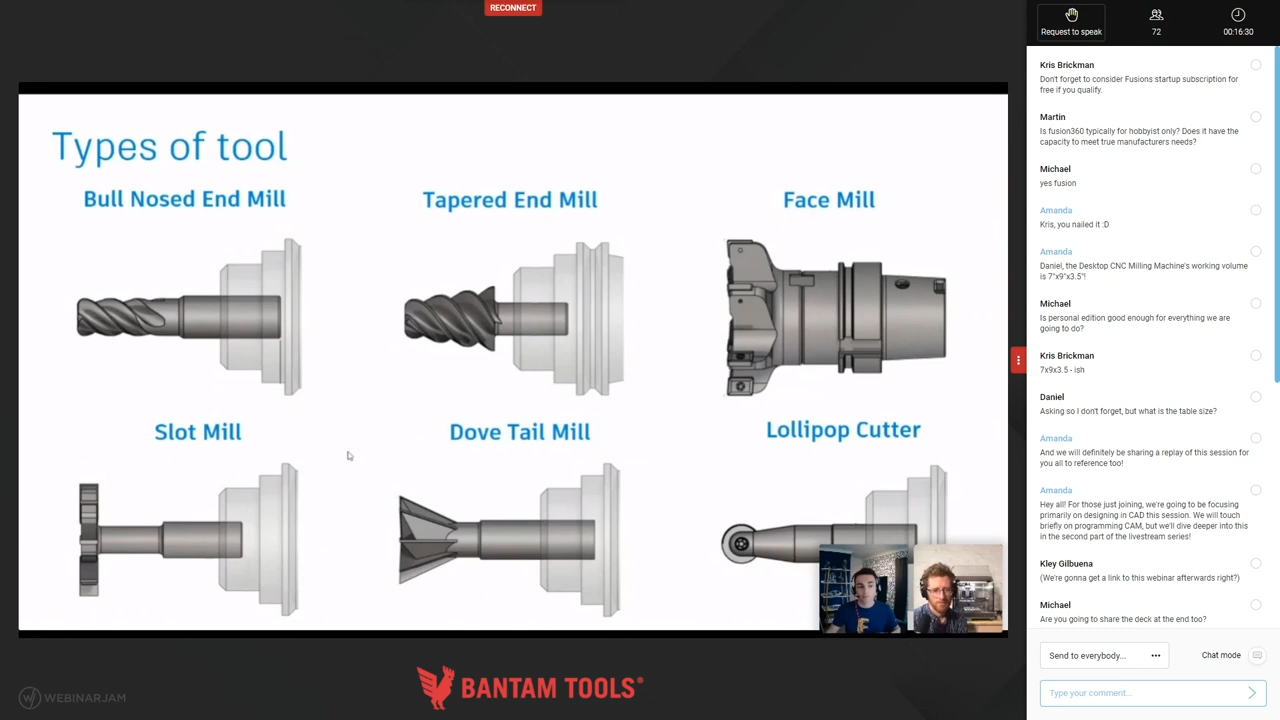 RECONNECT
Request to speak
72
00:16:30
Types of tool
Bull Nosed End Mill
Tapered End Mill
Face Mill
Slot Mill
Dove Tail Mill
Lollipop Cutter
BANTAM TOOLS®
WEBINARJAM
Kris Brickman
Don't forget to consider Fusions startup subscription for
free if you qualify.
Martin
Is fusion360 typically for hobbyist only? Does it have the
capacity to meet true manufacturers needs?
Michael
yes fusion
Amanda
Kris, you nailed it :D
Amanda
Daniel, the Desktop CNC Milling Machine's working volume
is 7"x9"x3.5"!
Michael
Is personal edition good enough for everything we are
going to do?
Kris Brickman
7x9x3.5 - ish
Daniel
Asking so I don't forget, but what is the table size?
Amanda
And we will definitely be sharing a replay of this session for
you all to reference too!
Amanda
Hey all! For those just joining, we're going to be focusing
primarily on designing in CAD this session. We will touch
briefly on programming CAM, but we'll dive deeper into this
in the second part of the livestream series!
Kley Gilbuena
(We're gonna get a link to this webinar afterwards right?)
Michael
Are you going to share the deck at the end too?
Send to everybody...
Chat mode
Type your comment...